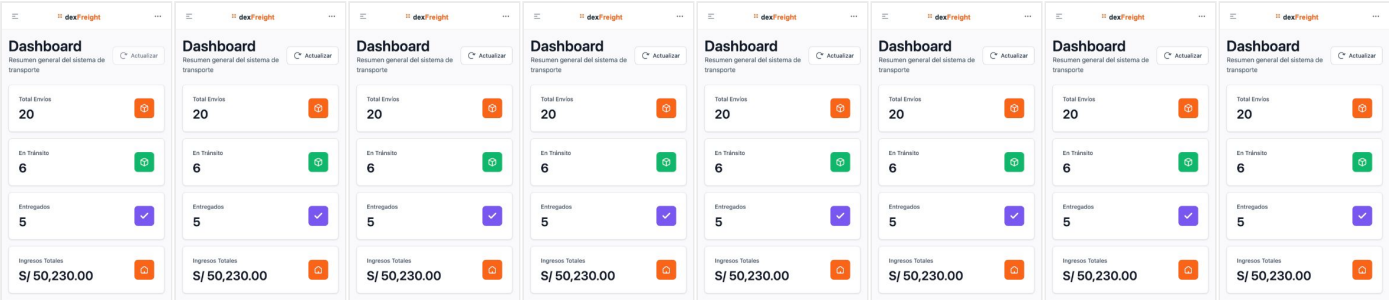 dexFreight
Dashboard
Resumen general del sistema de
transporte
Actualizar
Total Envíos
20
En Tránsito
6
Entregados
5
Ingresos Totales
S/ 50,230.00
dexFreight
Dashboard
Resumen general del sistema de
transporte
Actualizar
Total Envíos
20
En Tránsito
6
Entregados
5
Ingresos Totales
S/ 50,230.00
dexFreight
Dashboard
Resumen general del sistema de
transporte
Actualizar
Total Envíos
20
En Tránsito
6
Entregados
5
Ingresos Totales
S/ 50,230.00
dexFreight
Dashboard
Resumen general del sistema de
transporte
Actualizar
Total Envíos
20
En Tránsito
6
Entregados
5
Ingresos Totales
S/ 50,230.00
dexFreight
Dashboard
Resumen general del sistema de
transporte
Actualizar
Total Envíos
20
En Tránsito
6
Entregados
5
Ingresos Totales
S/ 50,230.00
dexFreight
Dashboard
Resumen general del sistema de
transporte
Actualizar
Total Envíos
20
En Tránsito
6
Entregados
5
Ingresos Totales
S/ 50,230.00
dexFreight
Dashboard
Resumen general del sistema de
transporte
Actualizar
Total Envíos
20
En Tránsito
6
Entregados
5
Ingresos Totales
S/ 50,230.00
dexFreight
Dashboard
Resumen general del sistema de
transporte
Actualizar
Total Envíos
20
En Tránsito
6
Entregados
5
Ingresos Totales
S/ 50,230.00